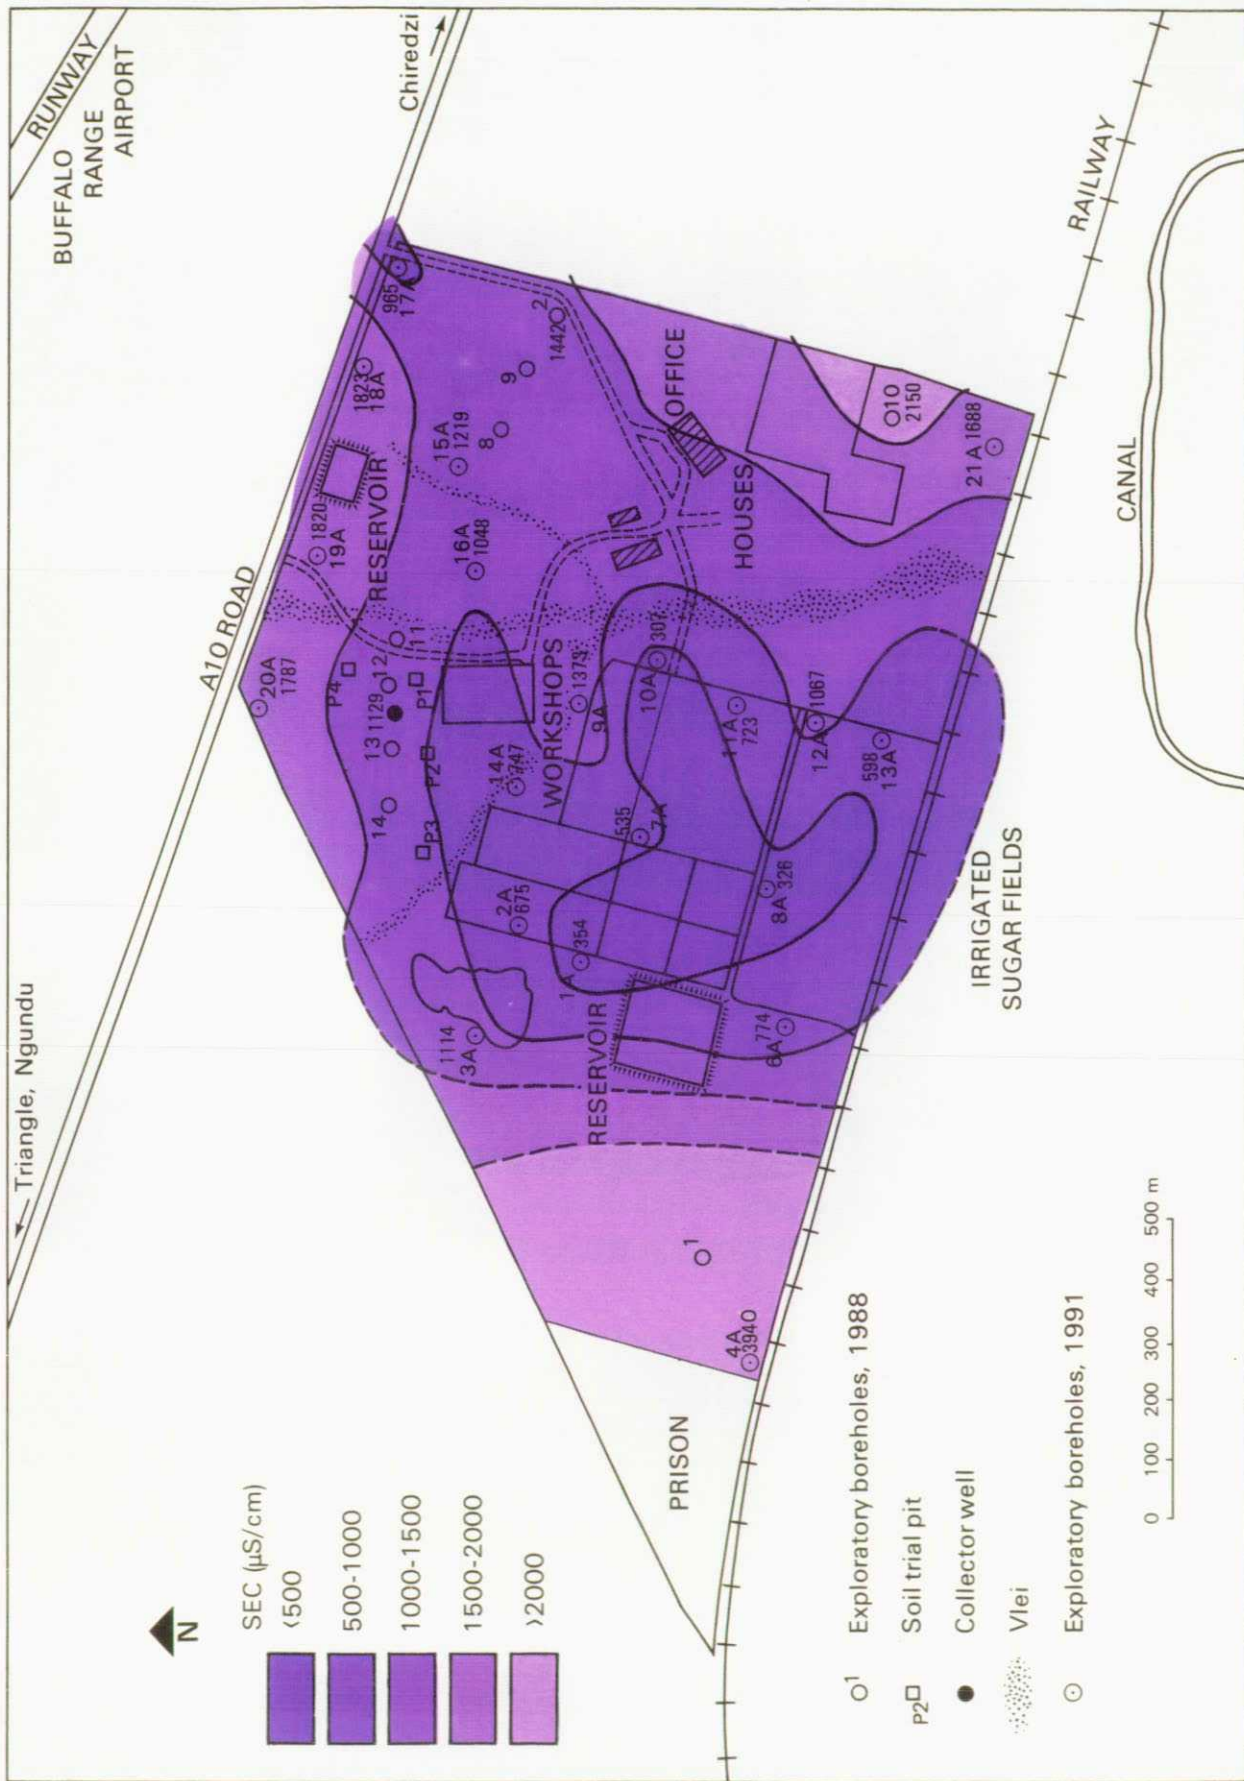 ← Triangle, Ngundu
A10 ROAD
Chiredzi →
RUNWAY
BUFFALO
RANGE
AIRPORT
N
SEC (µS/cm)
⟨500
500-1000
1000-1500
1500-2000
⟩2000
20A
1787
1820
19A
1823
18A
965
17A
RESERVOIR
P4
14
13
1129
12
11
P1
P2
P3
15A
1219
16A
1048
8
9
2
1442
1114
3A
2A
675
14A
747
WORKSHOPS
1373
9A
1A
354
RESERVOIR
535
7A
10A
307
OFFICE
HOUSES
11A
723
12A
1067
598
13A
8A
326
6A
774
10
2150
21A
1688
1
4A
3940
PRISON
IRRIGATED
SUGAR FIELDS
RAILWAY
CANAL
1 Exploratory boreholes, 1988
P2 Soil trial pit
Collector well
Vlei
Exploratory boreholes, 1991
0 100 200 300 400 500 m